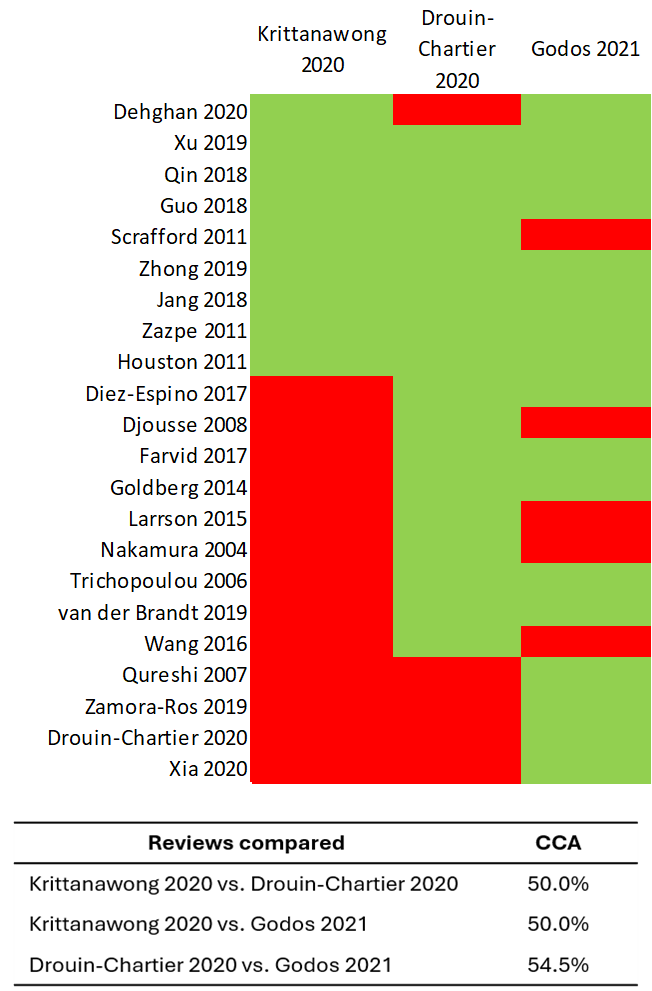 Krittanawong
2020
Drouin-
Chartier
2020
Godos 2021
Dehghan 2020
Xu 2019
Qin 2018
Guo 2018
Scrafford 2011
Zhong 2019
Jang 2018
Zazpe 2011
Houston 2011
Diez-Espino 2017
Djousse 2008
Farvid 2017
Goldberg 2014
Larrson 2015
Nakamura 2004
Trichopoulou 2006
van der Brandt 2019
Wang 2016
Qureshi 2007
Zamora-Ros 2019
Drouin-Chartier 2020
Xia 2020
Reviews compared CCA
Krittanawong 2020 vs. Drouin-Chartier 2020 50.0%
Krittanawong 2020 vs. Godos 2021 50.0%
Drouin-Chartier 2020 vs. Godos 2021 54.5%